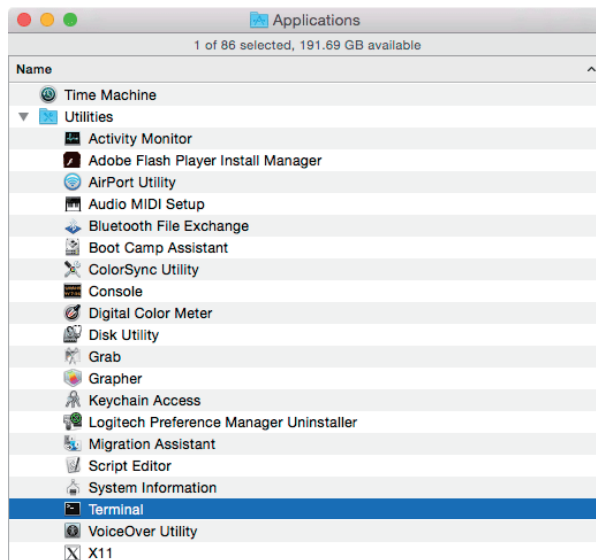 Applications
1 of 86 selected, 191.69 GB available
Name
Time Machine
Utilities
Activity Monitor
Adobe Flash Player Install Manager
AirPort Utility
Audio MIDI Setup
Bluetooth File Exchange
Boot Camp Assistant
ColorSync Utility
Console
Digital Color Meter
Disk Utility
Grab
Grapher
Keychain Access
Logitech Preference Manager Uninstaller
Migration Assistant
Script Editor
System Information
Terminal
VoiceOver Utility
X11